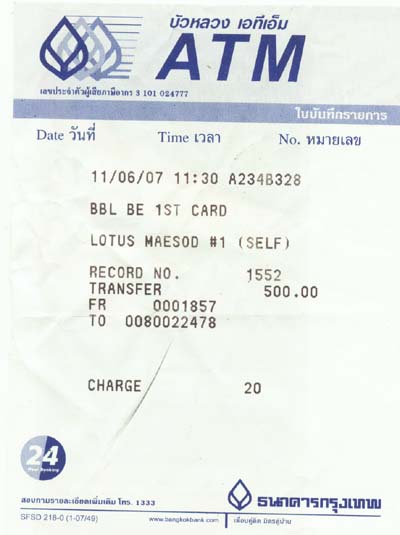 บัวหลวง เอทีเอ็ม
ATM
เลขประจำตัวผู้เสียภาษีอากร 3 101 024777
ใบบันทึกรายการ
Date วันที่ Time เวลา No. หมายเลข
11/06/07 11:30 A234B328
BBL BE 1ST CARD
LOTUS MAESOD #1 (SELF)
RECORD NO. 1552
TRANSFER 500.00
FR 0001857
TO 0080022478
CHARGE 20
24
Hour Banking
สอบถามรายละเอียดเพิ่มเติม โทร. 1333
ธนาคารกรุงเทพ
SFSD 218-0 (1-07/49) www.bangkokbank.com เพื่อนคู่คิด มิตรคู่บ้าน